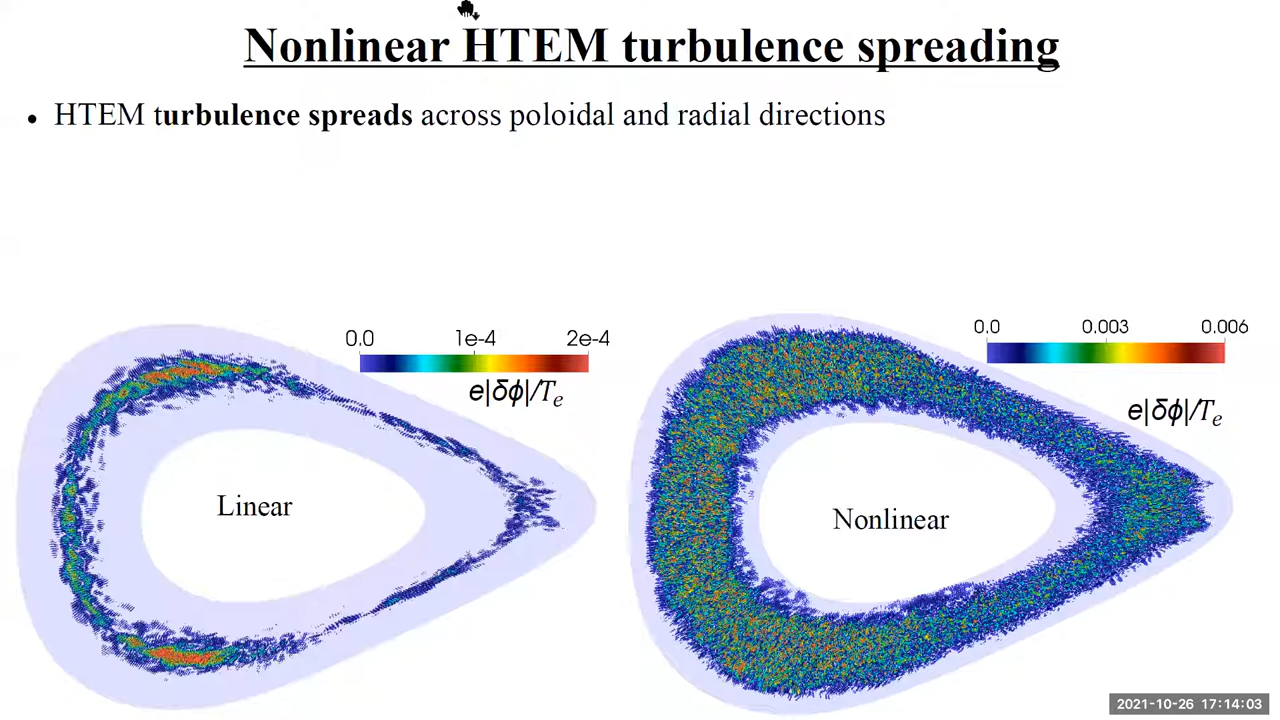 Nonlinear HTEM turbulence spreading
• HTEM turbulence spreads across poloidal and radial directions
0.0 1e-4 2e-4
e|δϕ|/Te
Linear
0.0 0.003 0.006
e|δϕ|/Te
Nonlinear
2021-10-26 17:14:03